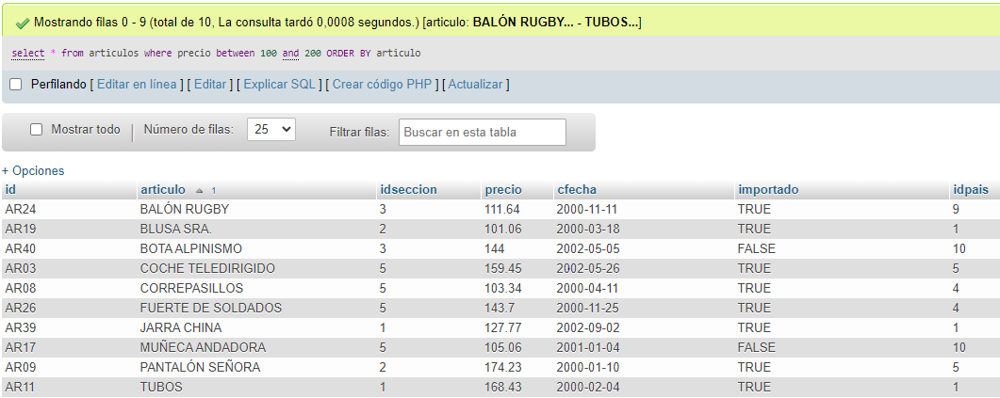 Mostrando filas 0 - 9 (total de 10, La consulta tardó 0,0008 segundos.) [articulo: BALÓN RUGBY... - TUBOS...]
select * from articulos where precio between 100 and 200 ORDER BY articulo
Perfilando [ Editar en línea ] [ Editar ] [ Explicar SQL ] [ Crear código PHP ] [ Actualizar ]
Mostrar todo | Número de filas: 25 Filtrar filas: Buscar en esta tabla
+ Opciones
id articulo 1 idseccion precio cfecha importado idpais
AR24 BALÓN RUGBY 3 111.64 2000-11-11 TRUE 9
AR19 BLUSA SRA. 2 101.06 2000-03-18 TRUE 1
AR40 BOTA ALPINISMO 3 144 2002-05-05 FALSE 10
AR03 COCHE TELEDIRIGIDO 5 159.45 2002-05-26 TRUE 5
AR08 CORREPASILLOS 5 103.34 2000-04-11 TRUE 4
AR26 FUERTE DE SOLDADOS 5 143.7 2000-11-25 TRUE 4
AR39 JARRA CHINA 1 127.77 2002-09-02 TRUE 1
AR17 MUÑECA ANDADORA 5 105.06 2001-01-04 FALSE 10
AR09 PANTALÓN SEÑORA 2 174.23 2000-01-10 TRUE 5
AR11 TUBOS 1 168.43 2000-02-04 TRUE 1